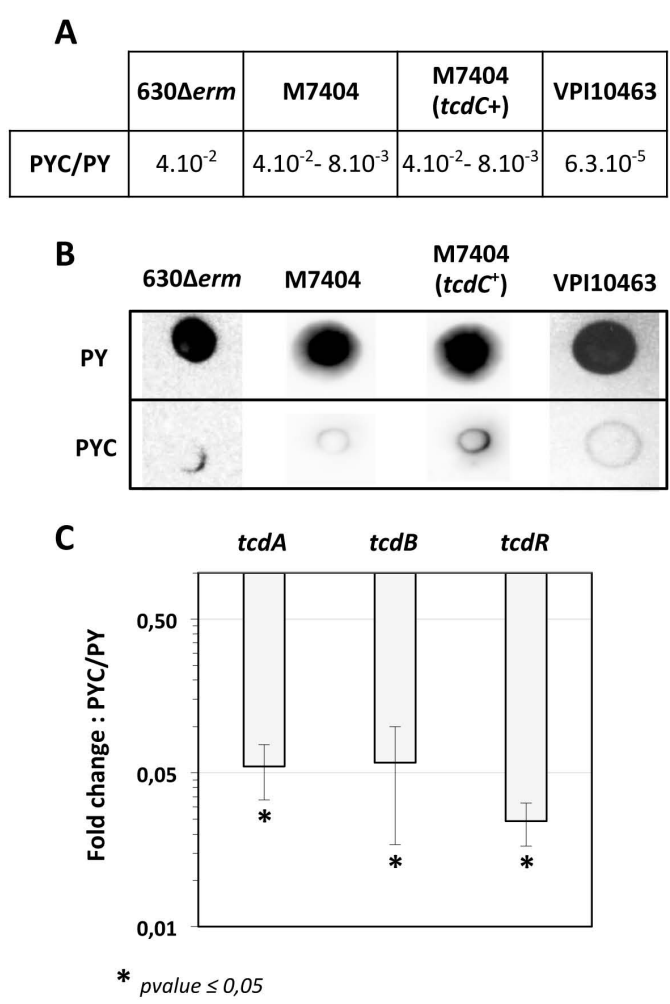 A
630Δerm M7404 M7404 (tcdC+) VPI10463
PYC/PY 4.10⁻² 4.10⁻²- 8.10⁻³ 4.10⁻²- 8.10⁻³ 6.3.10⁻⁵
B
630Δerm M7404 M7404 (tcdC⁺) VPI10463
PY
PYC
C
tcdA tcdB tcdR
Fold change : PYC/PY
0,50
0,05
0,01
* * *
* pvalue ≤ 0,05